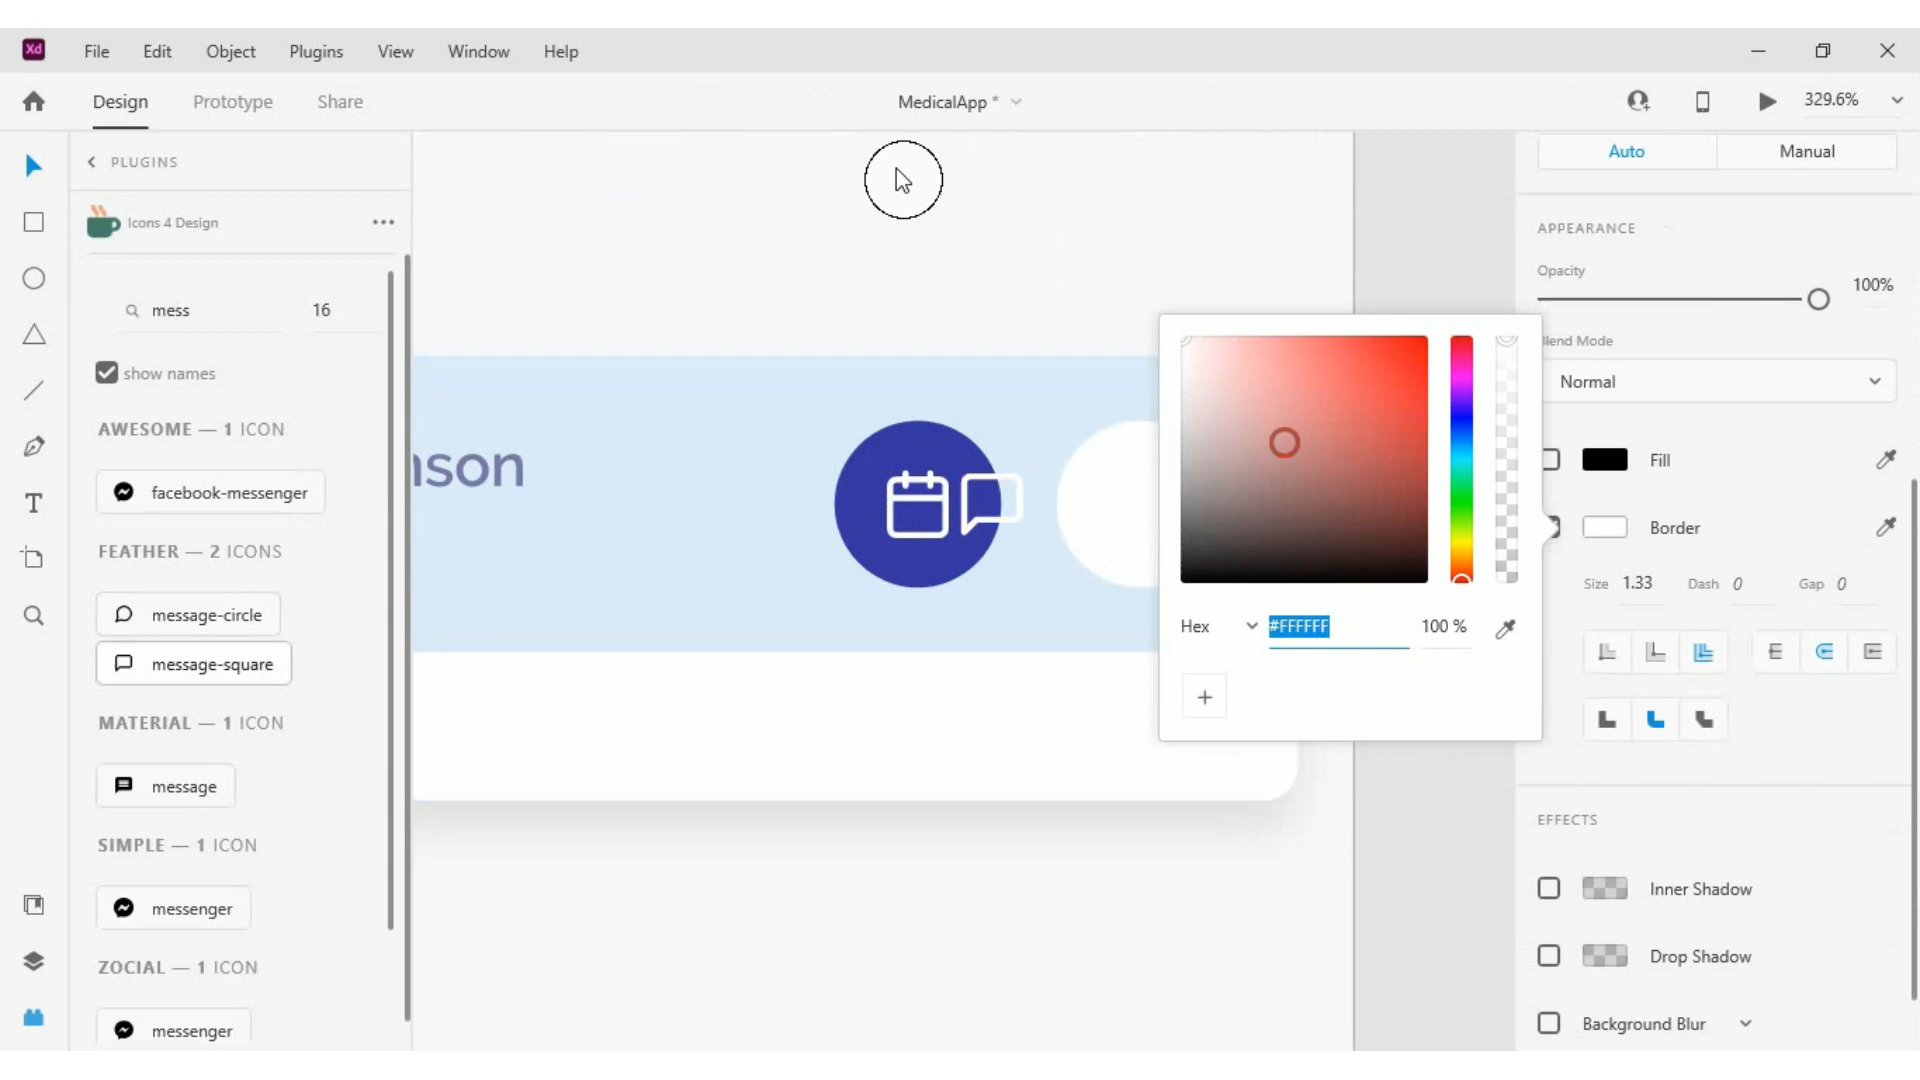 Xd File Edit Object Plugins View Window Help
Design Prototype Share MedicalApp * 329.6%
PLUGINS
Icons 4 Design
mess 16
show names
AWESOME — 1 ICON
facebook-messenger
FEATHER — 2 ICONS
message-circle
message-square
MATERIAL — 1 ICON
message
SIMPLE — 1 ICON
messenger
ZOCIAL — 1 ICON
messenger
nson
Hex #FFFFFF 100 %
+
Auto Manual
APPEARANCE
Opacity
100%
Blend Mode
Normal
Fill
Border
Size 1.33 Dash 0 Gap 0
EFFECTS
Inner Shadow
Drop Shadow
Background Blur